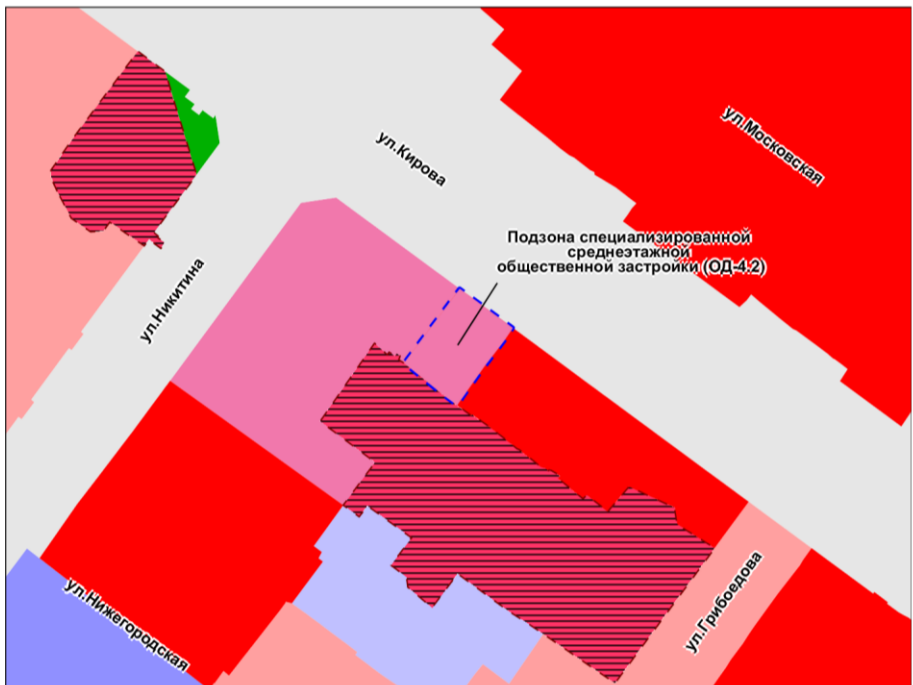 ул.Московская
ул.Кирова
Подзона специализированной
среднеэтажной
общественной застройки (ОД-4.2)
ул.Никитина
ул.Грибоедова
ул.Нижегородская